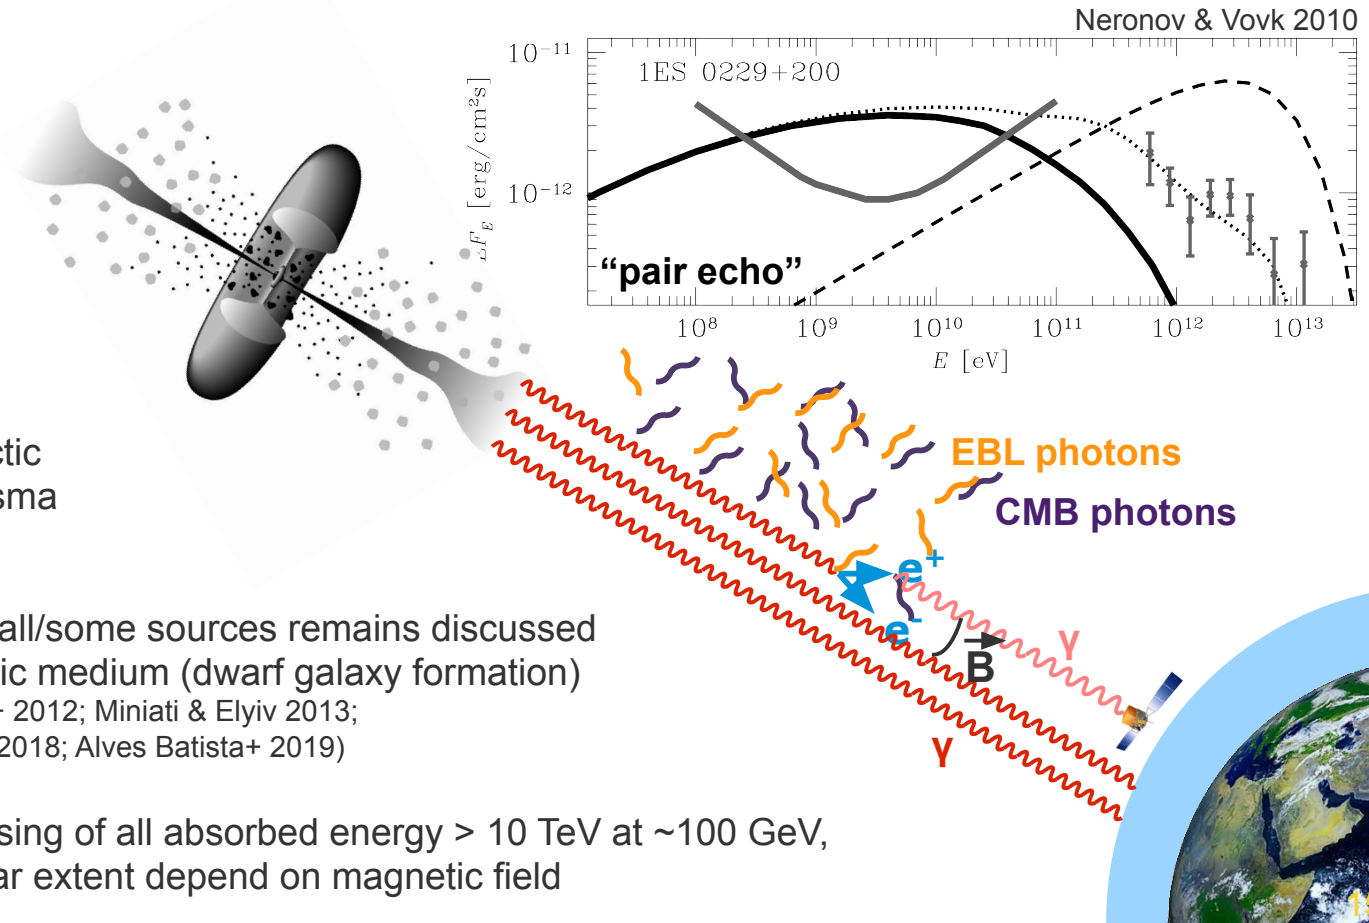 Neronov & Vovk 2010
10⁻¹¹
1ES 0229+200
[erg/cm²s]
10⁻¹²
"pair echo"
10⁸ 10⁹ 10¹⁰ 10¹¹ 10¹² 10¹³
E [eV]
EBL photons
CMB photons
e⁺
e⁻
B
γ
γ
ctic
sma
all/some sources remains discussed
ic medium (dwarf galaxy formation)
+ 2012; Miniati & Elyiv 2013;
2018; Alves Batista+ 2019)
sing of all absorbed energy > 10 TeV at ~100 GeV,
ar extent depend on magnetic field